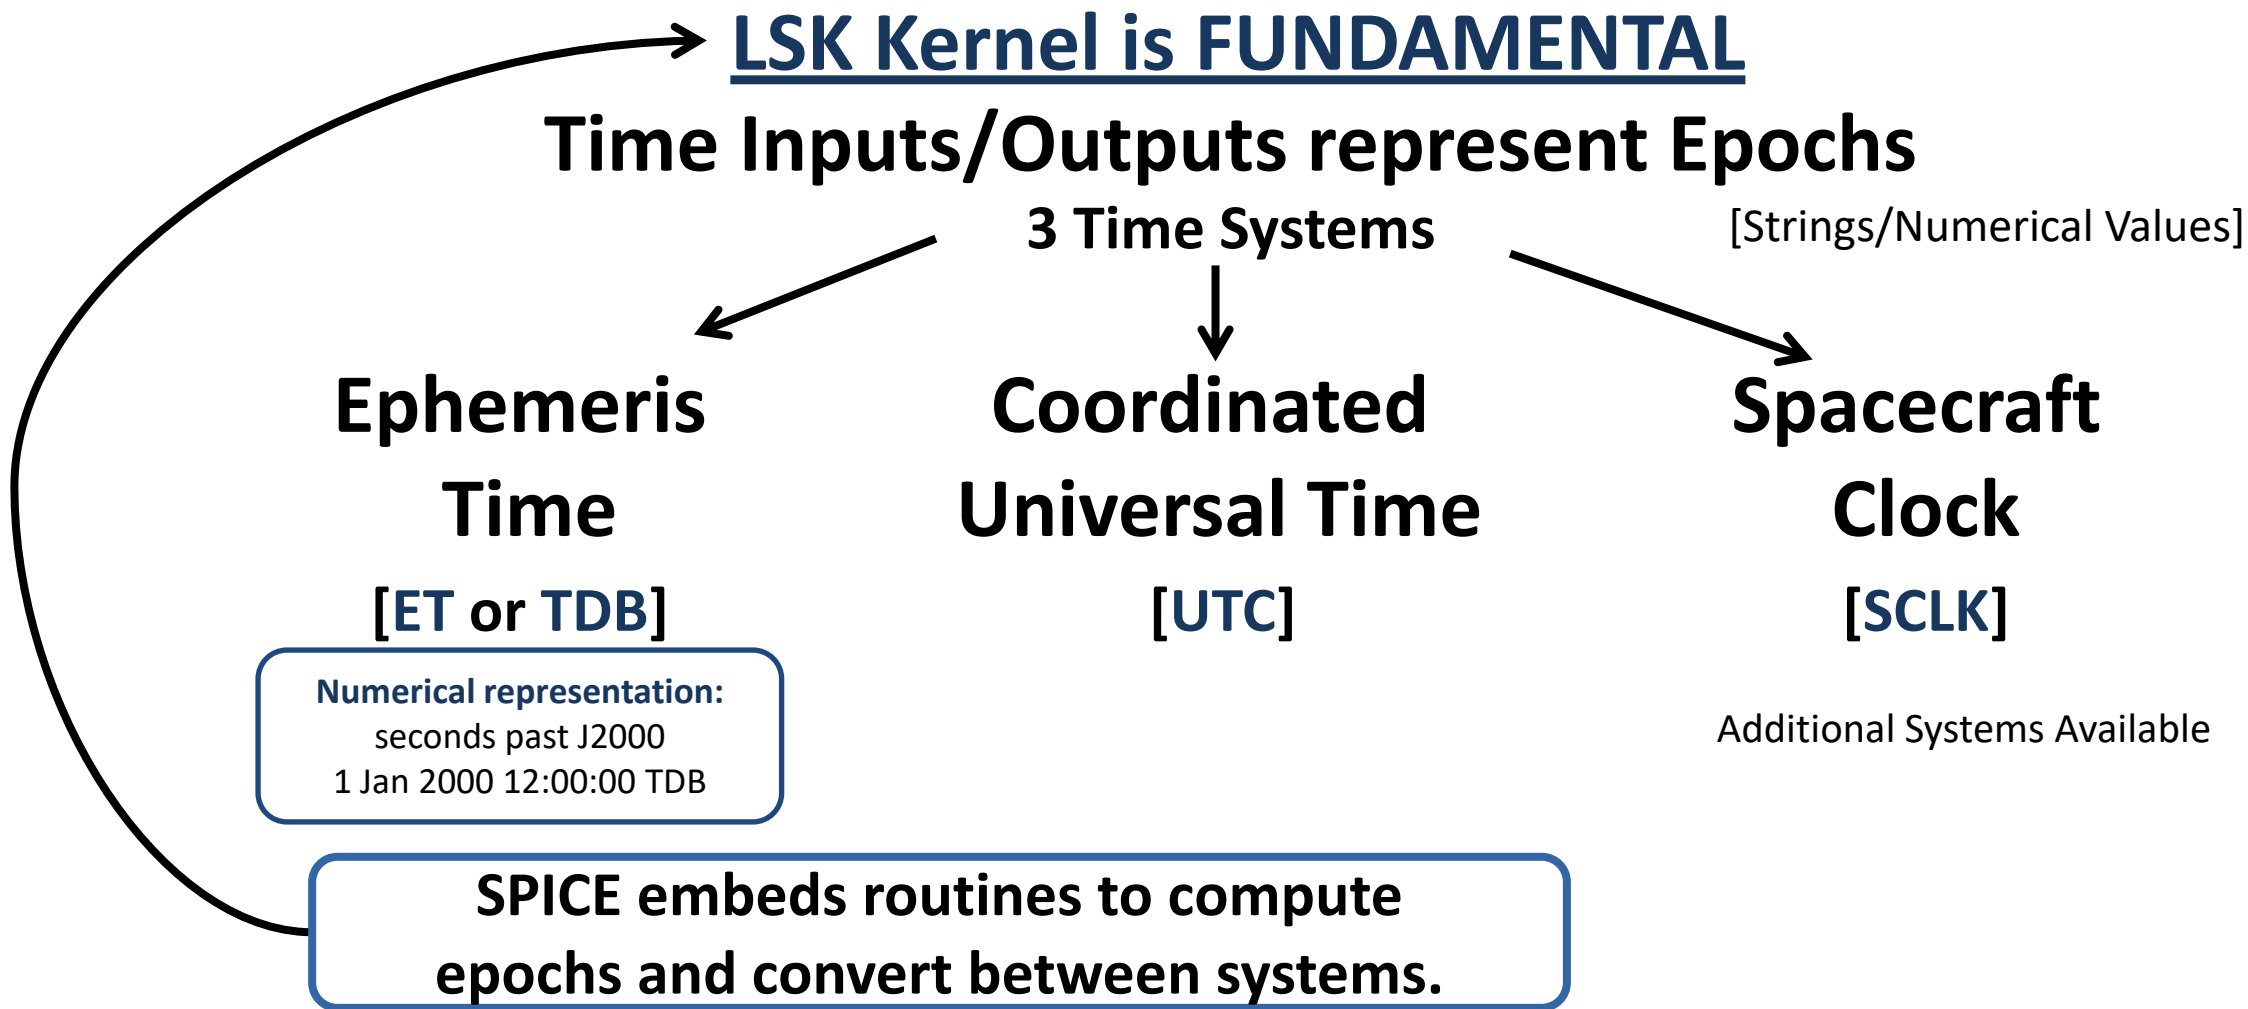 LSK Kernel is FUNDAMENTAL
Time Inputs/Outputs represent Epochs
3 Time Systems
[Strings/Numerical Values]
Ephemeris
Time
[ET or TDB]
Numerical representation:
seconds past J2000
1 Jan 2000 12:00:00 TDB
Coordinated
Universal Time
[UTC]
Spacecraft
Clock
[SCLK]
Additional Systems Available
SPICE embeds routines to compute
epochs and convert between systems.